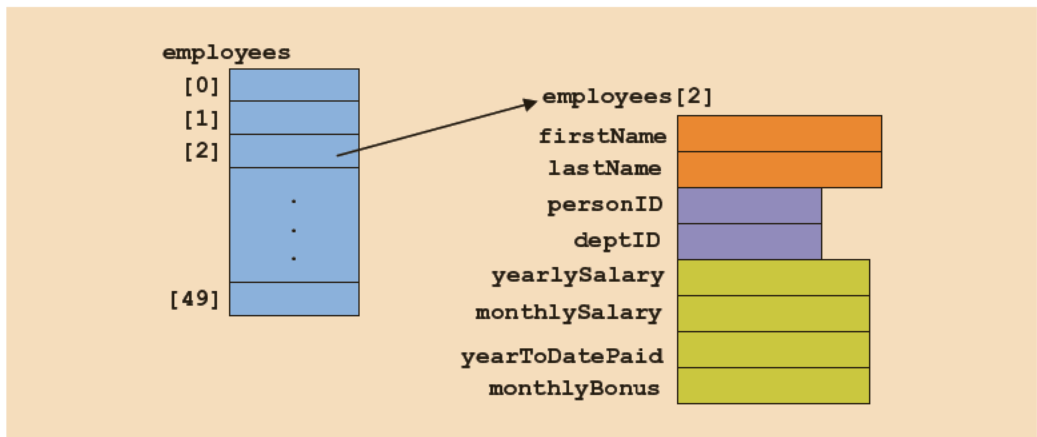 employees
[0]
[1]
[2]
[49]
employees[2]
firstName
lastName
personID
deptID
yearlySalary
monthlySalary
yearToDatePaid
monthlyBonus